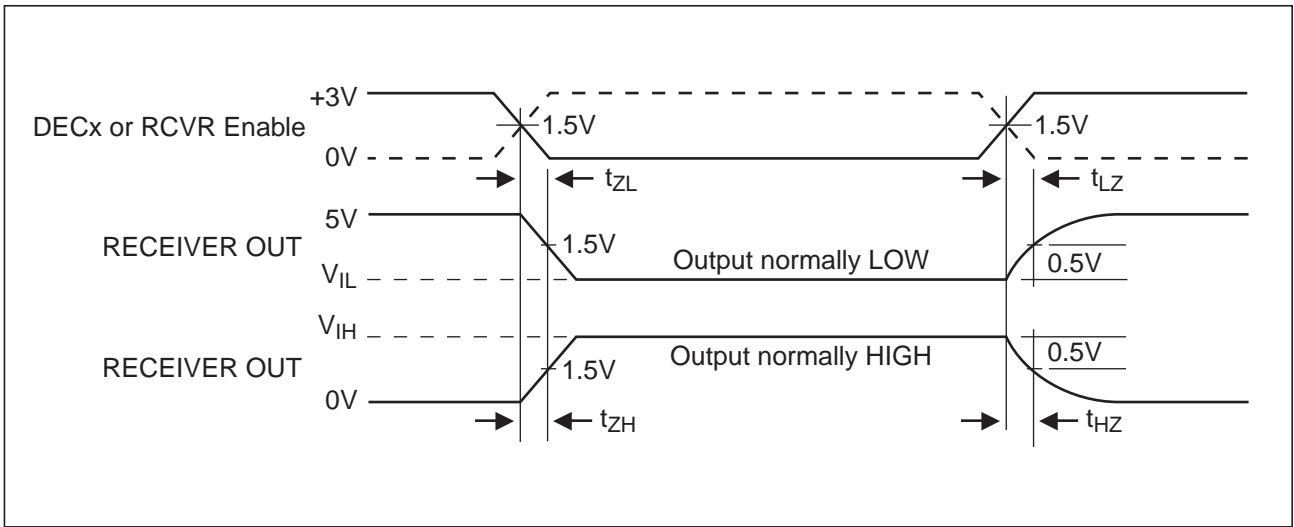 +3V
DECx or RCVR Enable
1.5V
1.5V
0V
tZL
tLZ
5V
RECEIVER OUT
1.5V
Output normally LOW
0.5V
VIL
VIH
RECEIVER OUT
1.5V
Output normally HIGH
0.5V
0V
tZH
tHZ